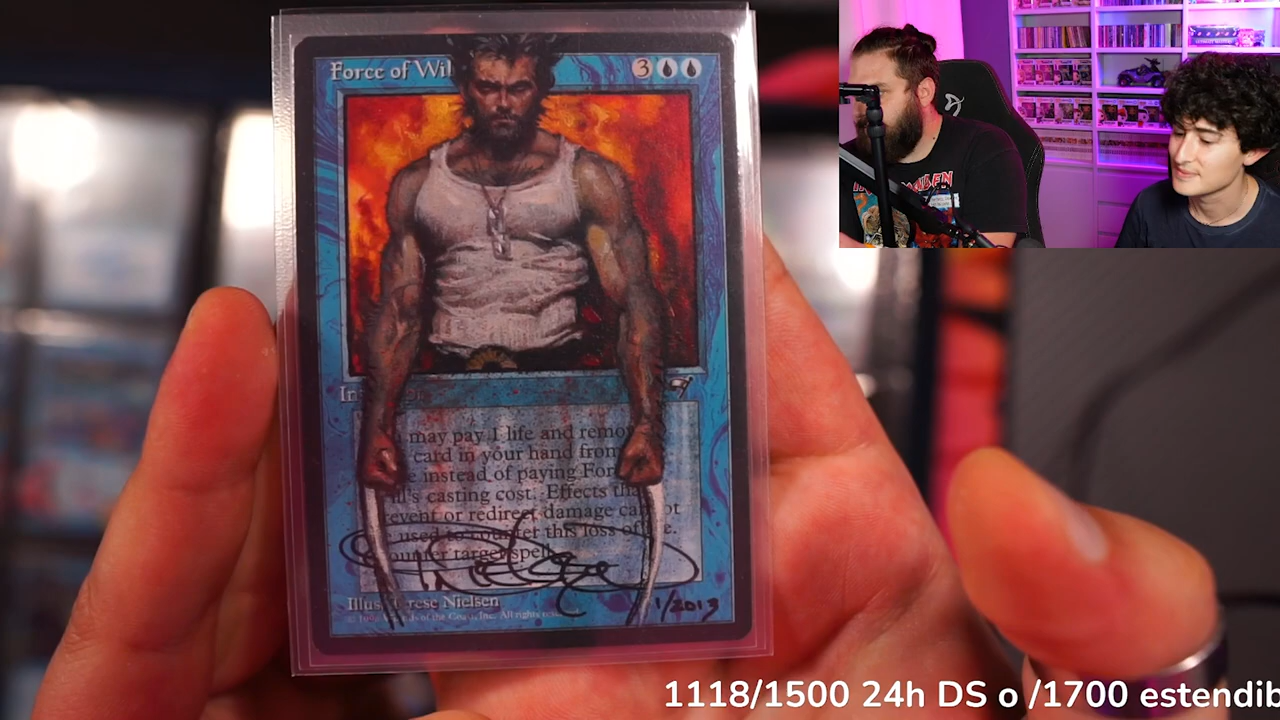 Force of Wil
3
may pay 1 life and remo
card in your hand from
e instead of paying For
ll's casting cost. Effects tha
revent or redirect damage cannot
used to counter this loss of life.
ounter target spell.
Illus. erese Nielsen
1/2013
1118/1500 24h DS o /1700 estendib